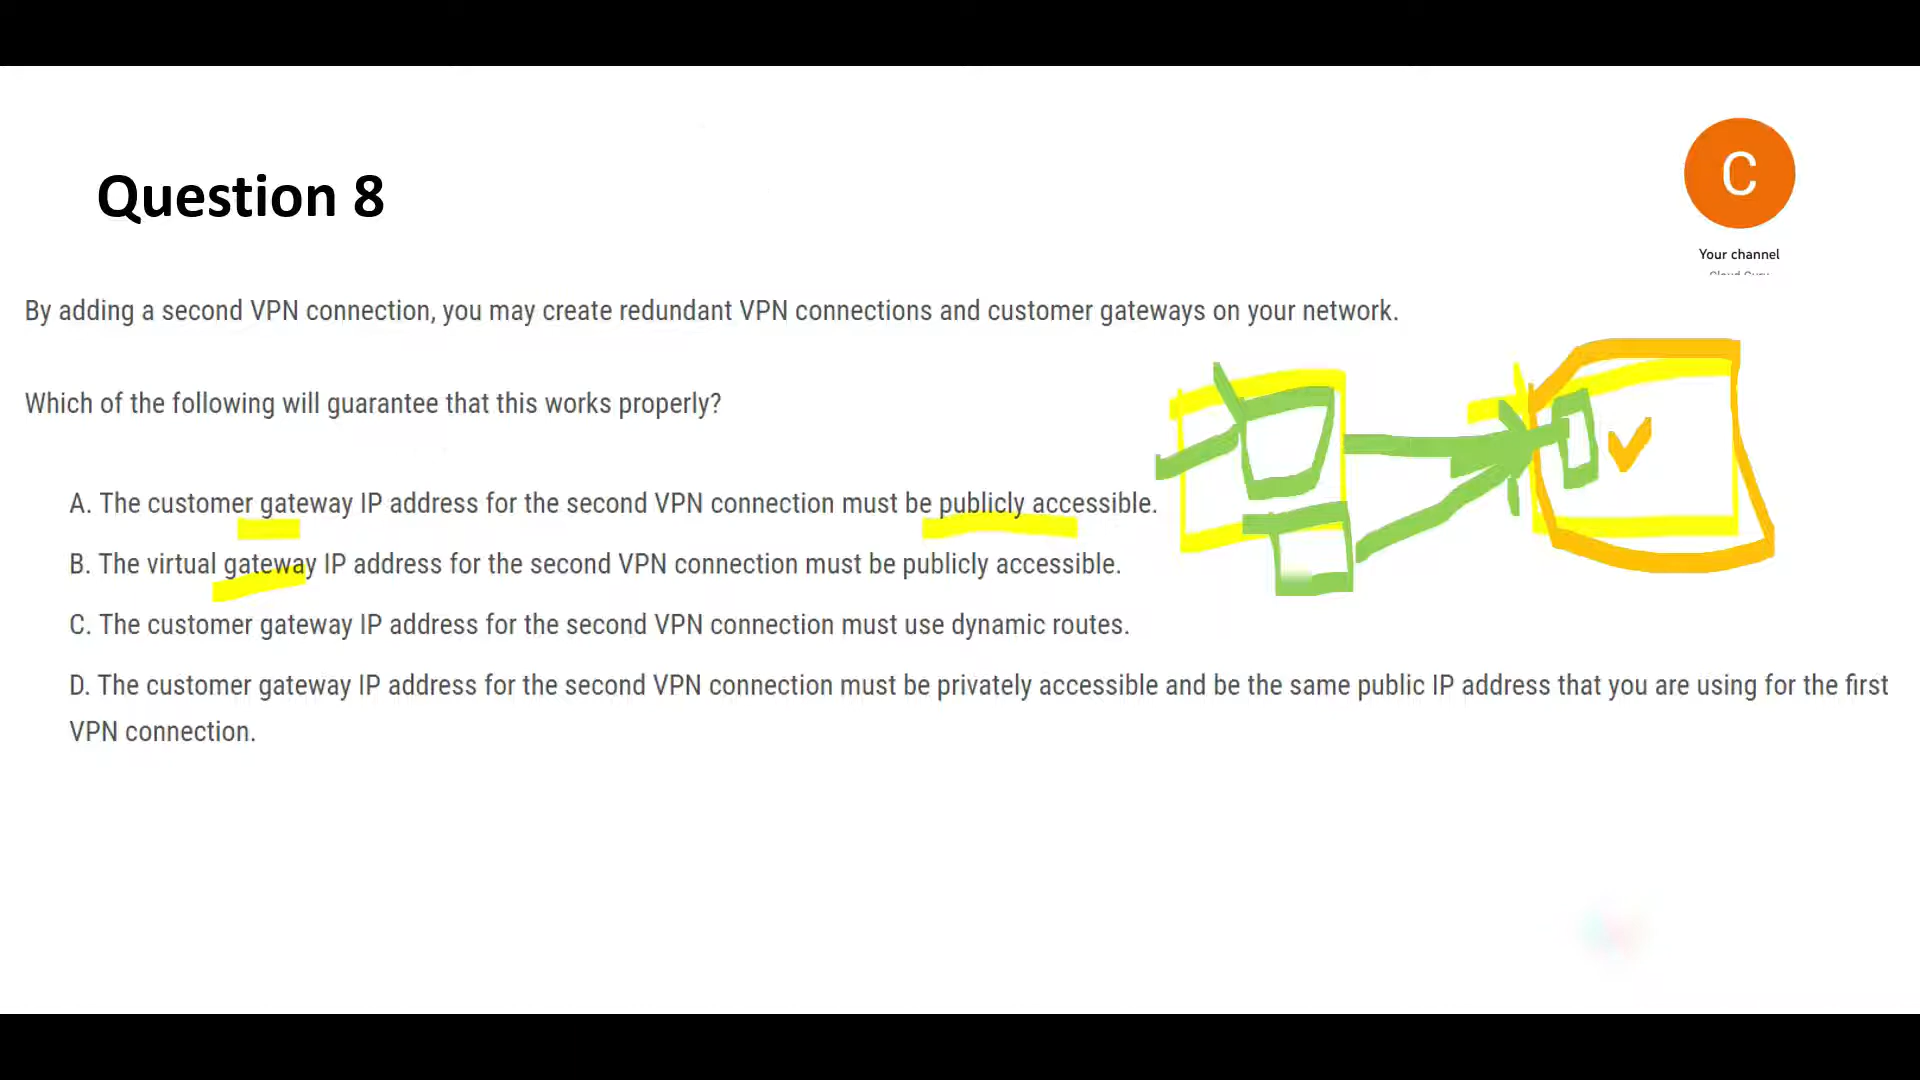 Question 8
C
Your channel
By adding a second VPN connection, you may create redundant VPN connections and customer gateways on your network.
Which of the following will guarantee that this works properly?
A. The customer gateway IP address for the second VPN connection must be publicly accessible.
B. The virtual gateway IP address for the second VPN connection must be publicly accessible.
C. The customer gateway IP address for the second VPN connection must use dynamic routes.
D. The customer gateway IP address for the second VPN connection must be privately accessible and be the same public IP address that you are using for the first
VPN connection.